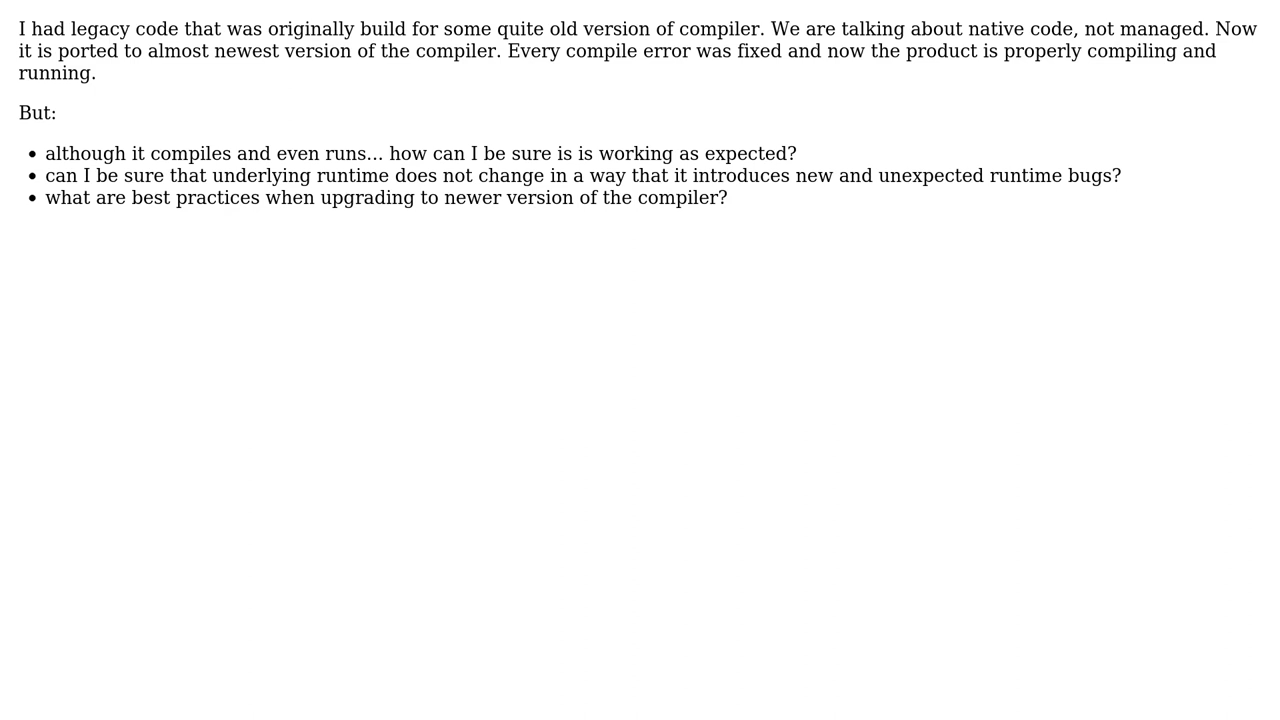 I had legacy code that was originally build for some quite old version of compiler. We are talking about native code, not managed. Now
it is ported to almost newest version of the compiler. Every compile error was fixed and now the product is properly compiling and
running.
But:
• although it compiles and even runs... how can I be sure is is working as expected?
• can I be sure that underlying runtime does not change in a way that it introduces new and unexpected runtime bugs?
• what are best practices when upgrading to newer version of the compiler?